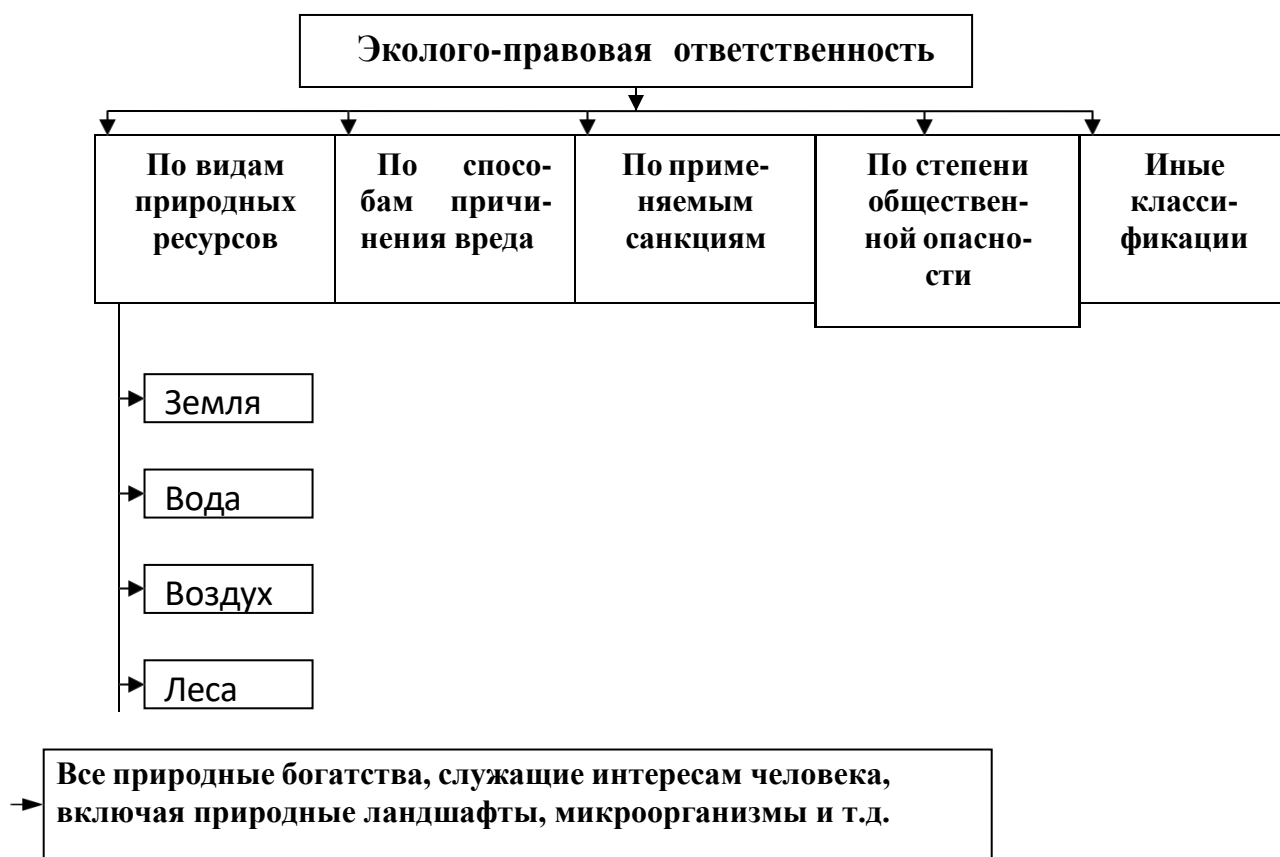 Эколого-правовая ответственность
По видам
природных
ресурсов
По спосо-
бам причи-
нения вреда
По приме-
няемым
санкциям
По степени
обществен-
ной опасно-
сти
Иные
класси-
фикации
Земля
Вода
Воздух
Леса
Все природные богатства, служащие интересам человека,
включая природные ландшафты, микроорганизмы и т.д.